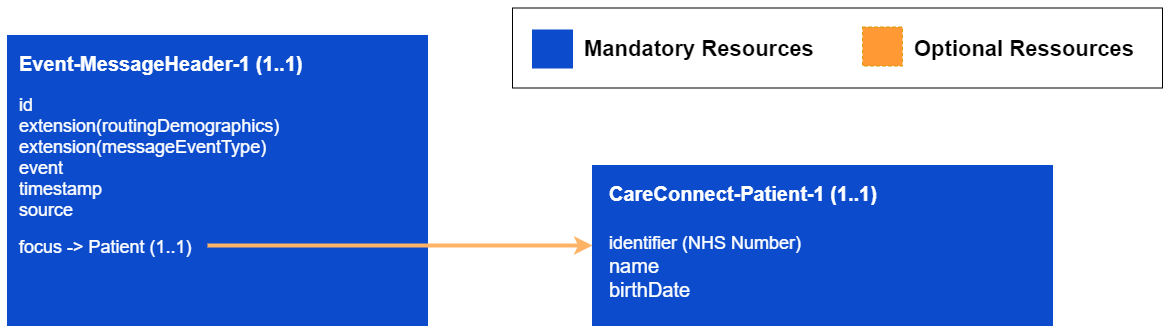 Mandatory Resources
Optional Ressources
Event-MessageHeader-1 (1..1)
id
extension(routingDemographics)
extension(messageEventType)
event
timestamp
source
focus -> Patient (1..1)
CareConnect-Patient-1 (1..1)
identifier (NHS Number)
name
birthDate